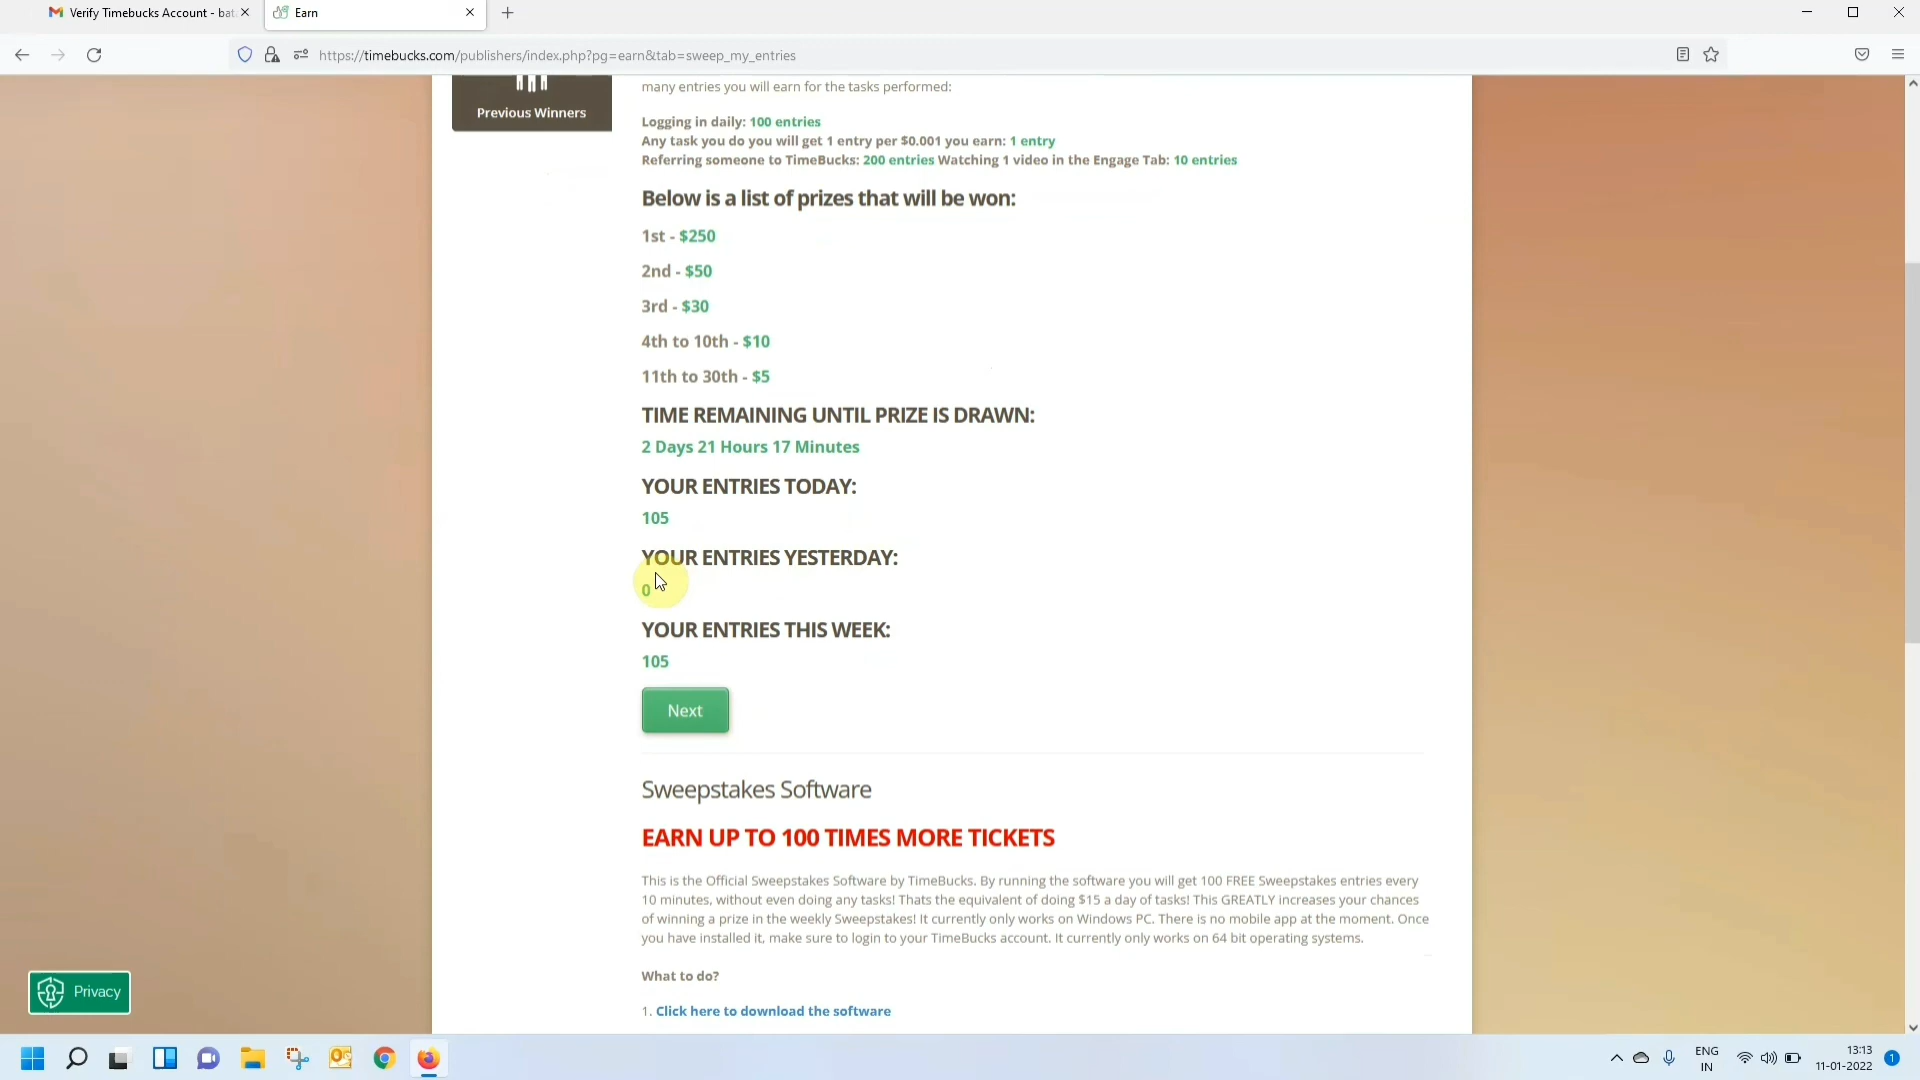 Verify Timebucks Account - bat
Earn
https://timebucks.com/publishers/index.php?pg=earn&tab=sweep_my_entries
Previous Winners
many entries you will earn for the tasks performed:
Logging in daily: 100 entries
Any task you do you will get 1 entry per $0.001 you earn: 1 entry
Referring someone to TimeBucks: 200 entries Watching 1 video in the Engage Tab: 10 entries
Below is a list of prizes that will be won:
1st - $250
2nd - $50
3rd - $30
4th to 10th - $10
11th to 30th - $5
TIME REMAINING UNTIL PRIZE IS DRAWN:
2 Days 21 Hours 17 Minutes
YOUR ENTRIES TODAY:
105
YOUR ENTRIES YESTERDAY:
0
YOUR ENTRIES THIS WEEK:
105
Next
Sweepstakes Software
EARN UP TO 100 TIMES MORE TICKETS
This is the Official Sweepstakes Software by TimeBucks. By running the software you will get 100 FREE Sweepstakes entries every
10 minutes, without even doing any tasks! Thats the equivalent of doing $15 a day of tasks! This GREATLY increases your chances
of winning a prize in the weekly Sweepstakes! It currently only works on Windows PC. There is no mobile app at the moment. Once
you have installed it, make sure to login to your TimeBucks account. It currently only works on 64 bit operating systems.
What to do?
1. Click here to download the software
Privacy
ENG
IN
13:13
11-01-2022
1